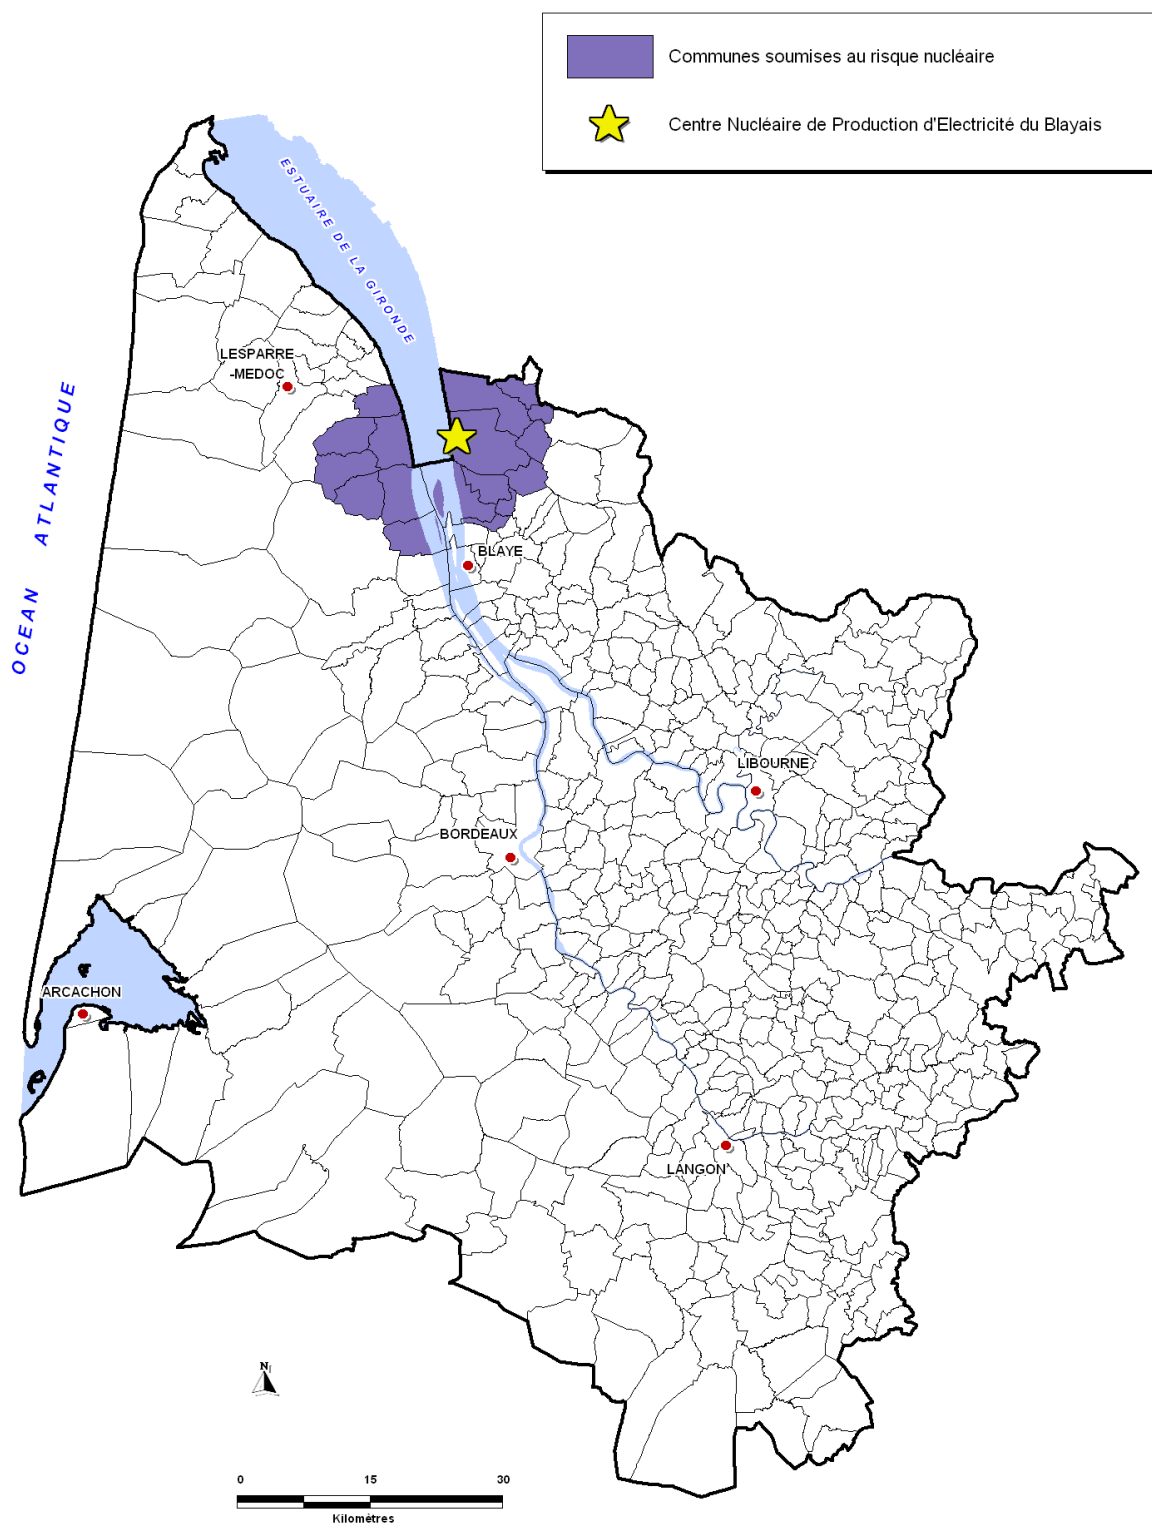 Communes soumises au risque nucléaire
Centre Nucléaire de Production d'Electricité du Blayais
ESTUAIRE DE LA GIRONDE
LESPARRE
-MEDOC
OCEAN ATLANTIQUE
BLAYE
LIBOURNE
BORDEAUX
ARCACHON
LANGON
N
0 15 30
Kilométres